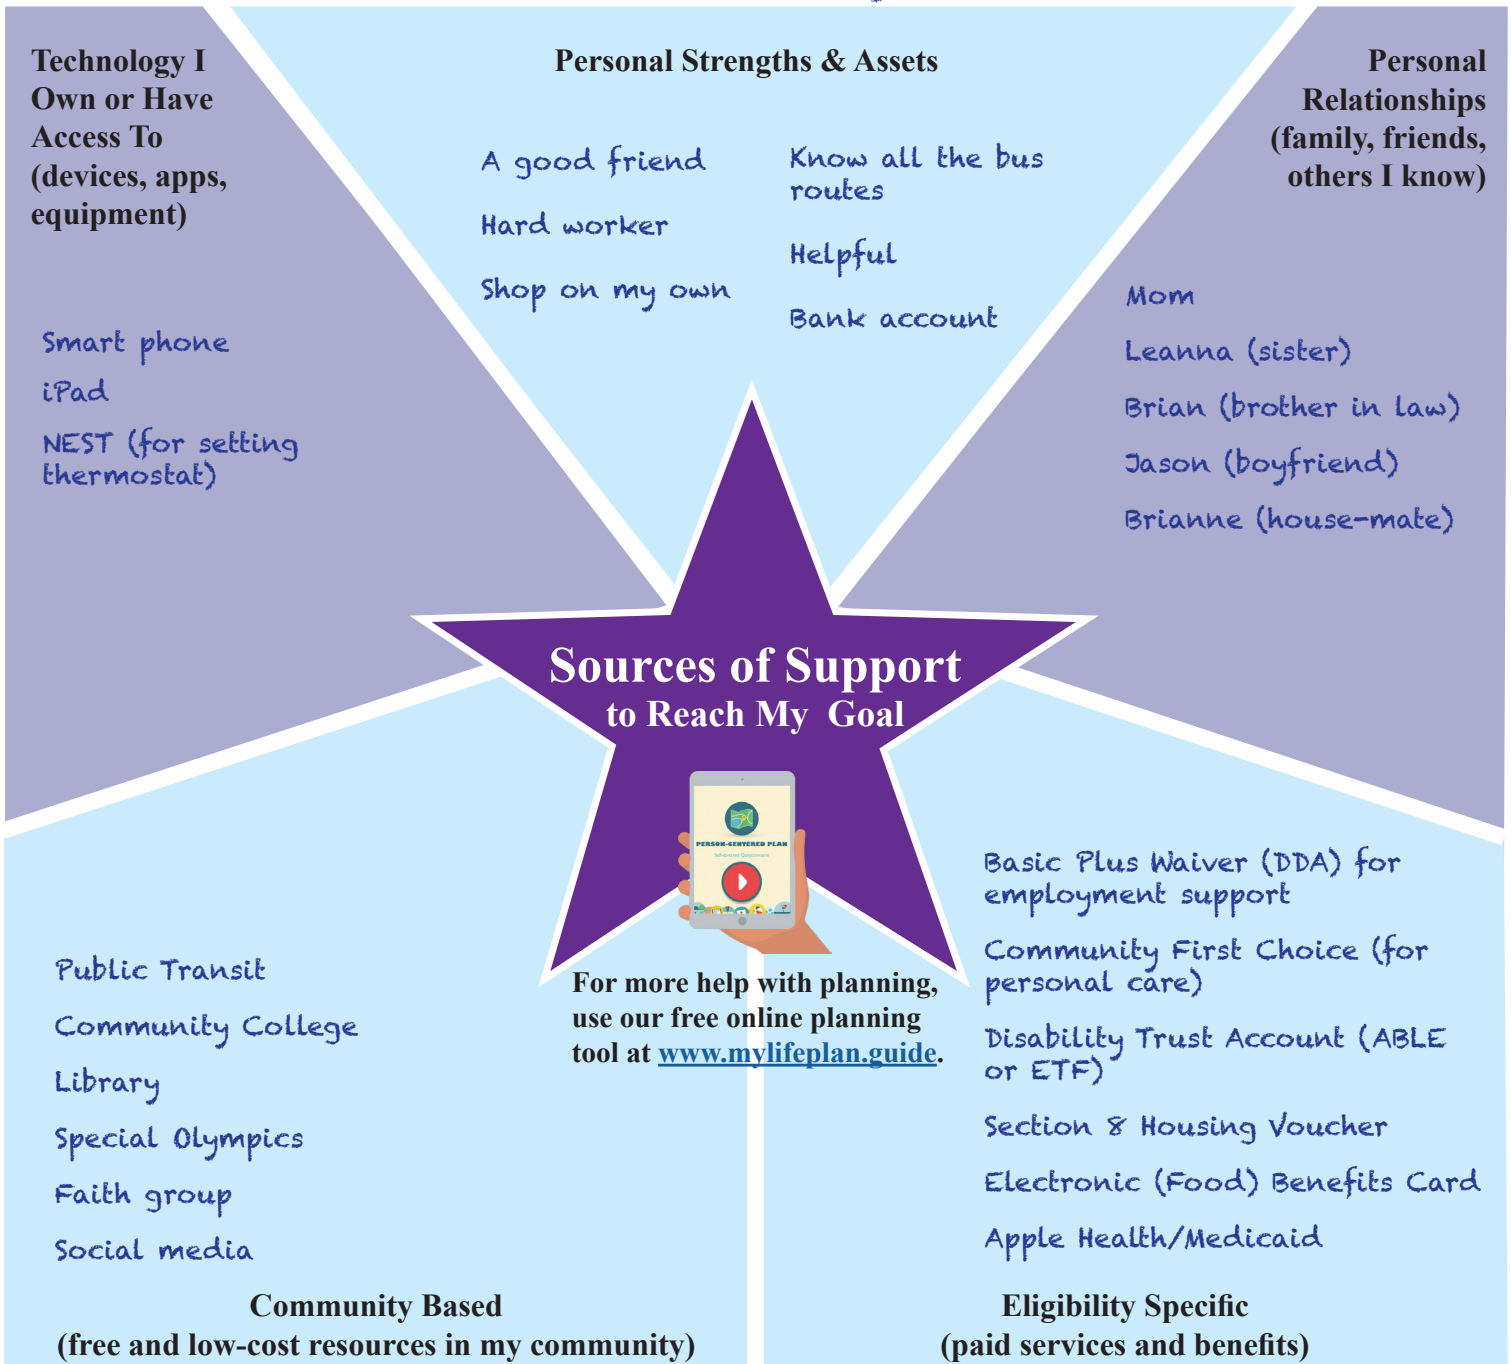 Technology I
Own or Have
Access To
(devices, apps,
equipment)
Smart phone
iPad
NEST (for setting
thermostat)
Personal Strengths & Assets
A good friend
Hard worker
Shop on my own
Know all the bus
routes
Helpful
Bank account
Personal
Relationships
(family, friends,
others I know)
Mom
Leanna (sister)
Brian (brother in law)
Jason (boyfriend)
Brianne (house-mate)
Sources of Support
to Reach My Goal
PERSON-CENTERED PLAN
Self-directed Questionnaire
For more help with planning,
use our free online planning
tool at www.mylifeplan.guide.
Public Transit
Community College
Library
Special Olympics
Faith group
Social media
Community Based
(free and low-cost resources in my community)
Basic Plus Waiver (DDA) for
employment support
Community First Choice (for
personal care)
Disability Trust Account (ABLE
or ETF)
Section 8 Housing Voucher
Electronic (Food) Benefits Card
Apple Health/Medicaid
Eligibility Specific
(paid services and benefits)